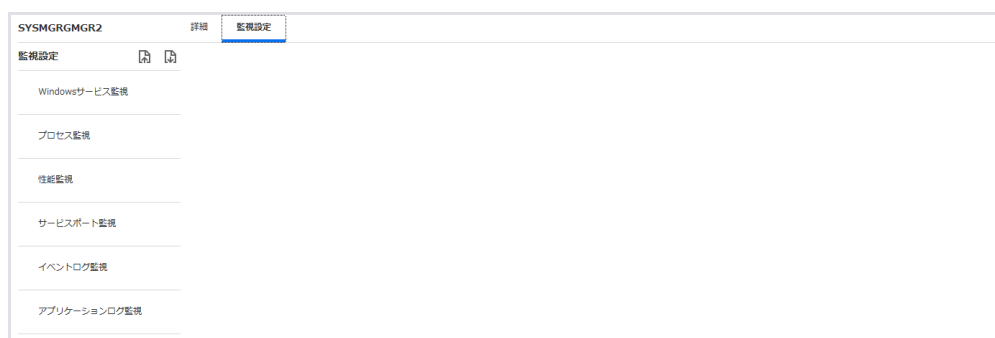 SYSMGRGMGR2 詳細 監視設定
監視設定
Windowsサービス監視
プロセス監視
性能監視
サービスポート監視
イベントログ監視
アプリケーションログ監視